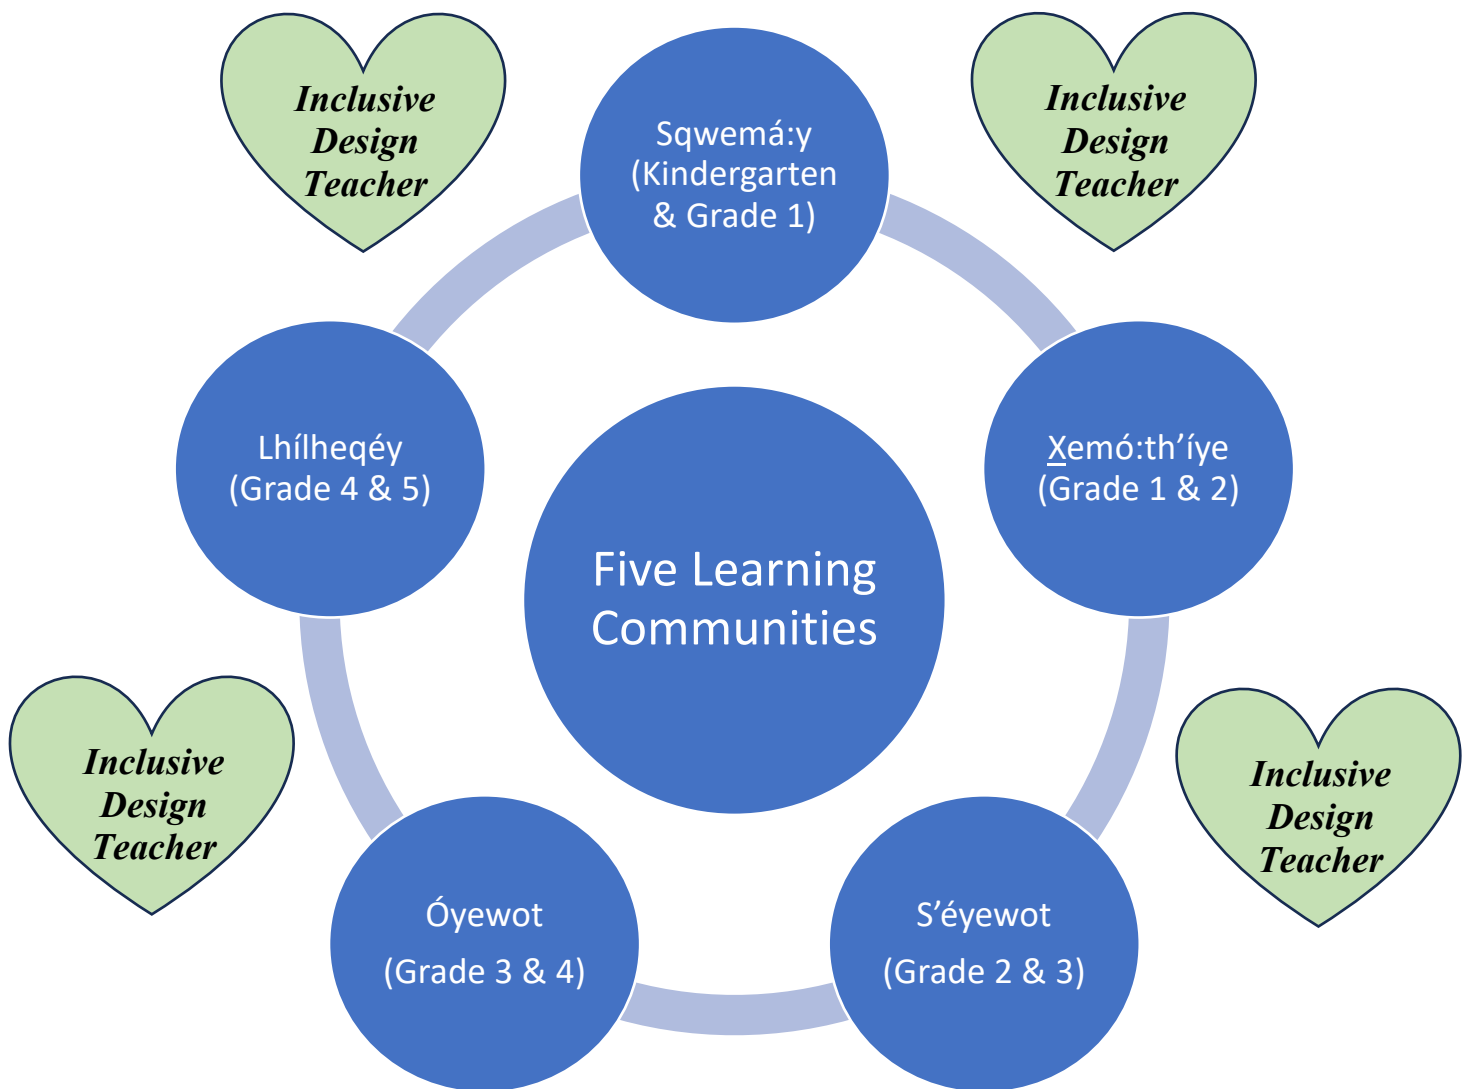 Inclusive
Design
Teacher
Sqwemá:y
(Kindergarten
& Grade 1)
Inclusive
Design
Teacher
Lhílheqéy
(Grade 4 & 5)
X̱emó:th’íye
(Grade 1 & 2)
Five Learning
Communities
Inclusive
Design
Teacher
Inclusive
Design
Teacher
Óyewot
(Grade 3 & 4)
S’éyewot
(Grade 2 & 3)